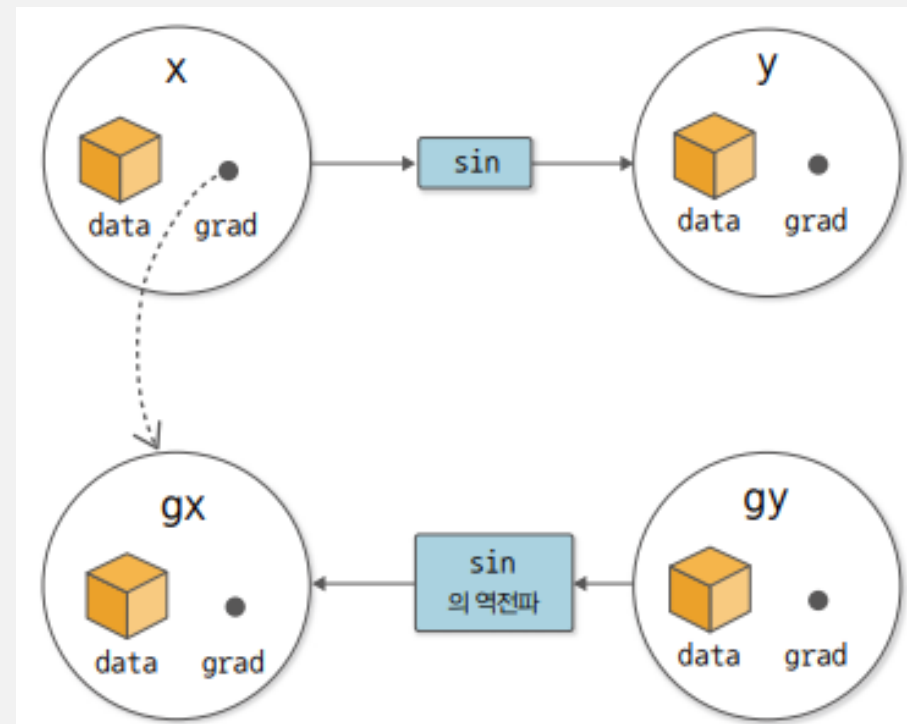 x
data grad
sin
y
data grad
gx
data grad
sin
의 역전파
gy
data grad